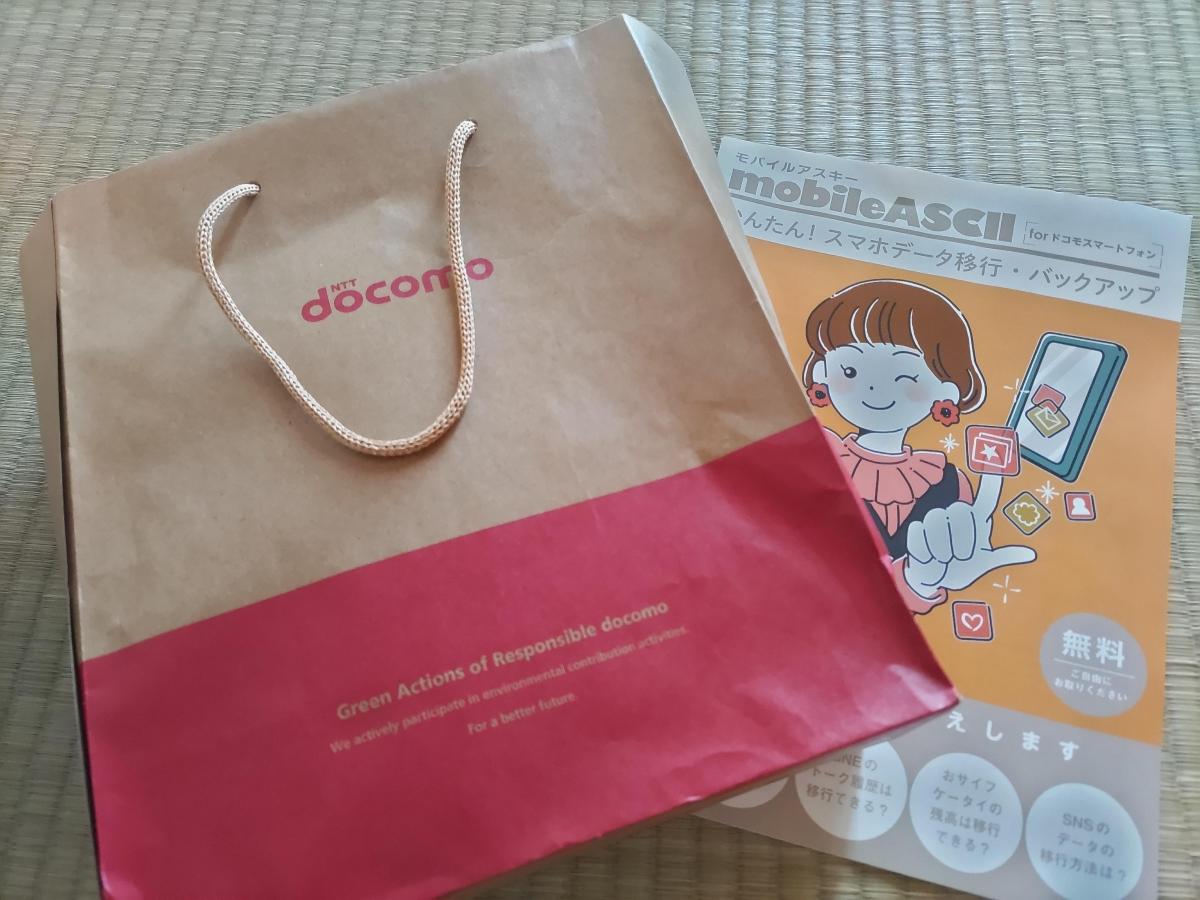 NTT
docomo
Green Actions of Responsible docomo
We actively participate in environmental contribution activities.
For a better future.
モバイルアスキー
mobileASCII
for ドコモスマートフォン
んたん! スマホデータ移行・バックアップ
無料
ご自由に
お取りください
えします
NEの
トーク履歴は
移行できる?
おサイフ
ケータイの
残高は移行
できる?
SNSの
データの
移行方法は?